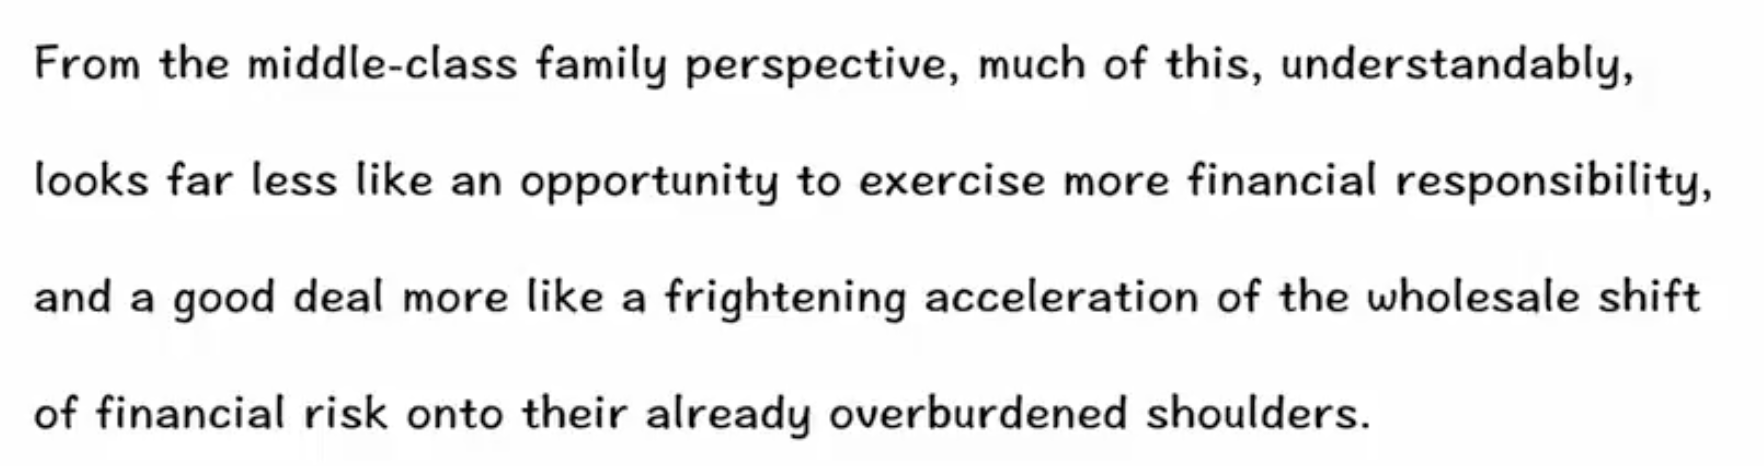 From the middle-class family perspective, much of this, understandably,
looks far less like an opportunity to exercise more financial responsibility,
and a good deal more like a frightening acceleration of the wholesale shift
of financial risk onto their already overburdened shoulders.